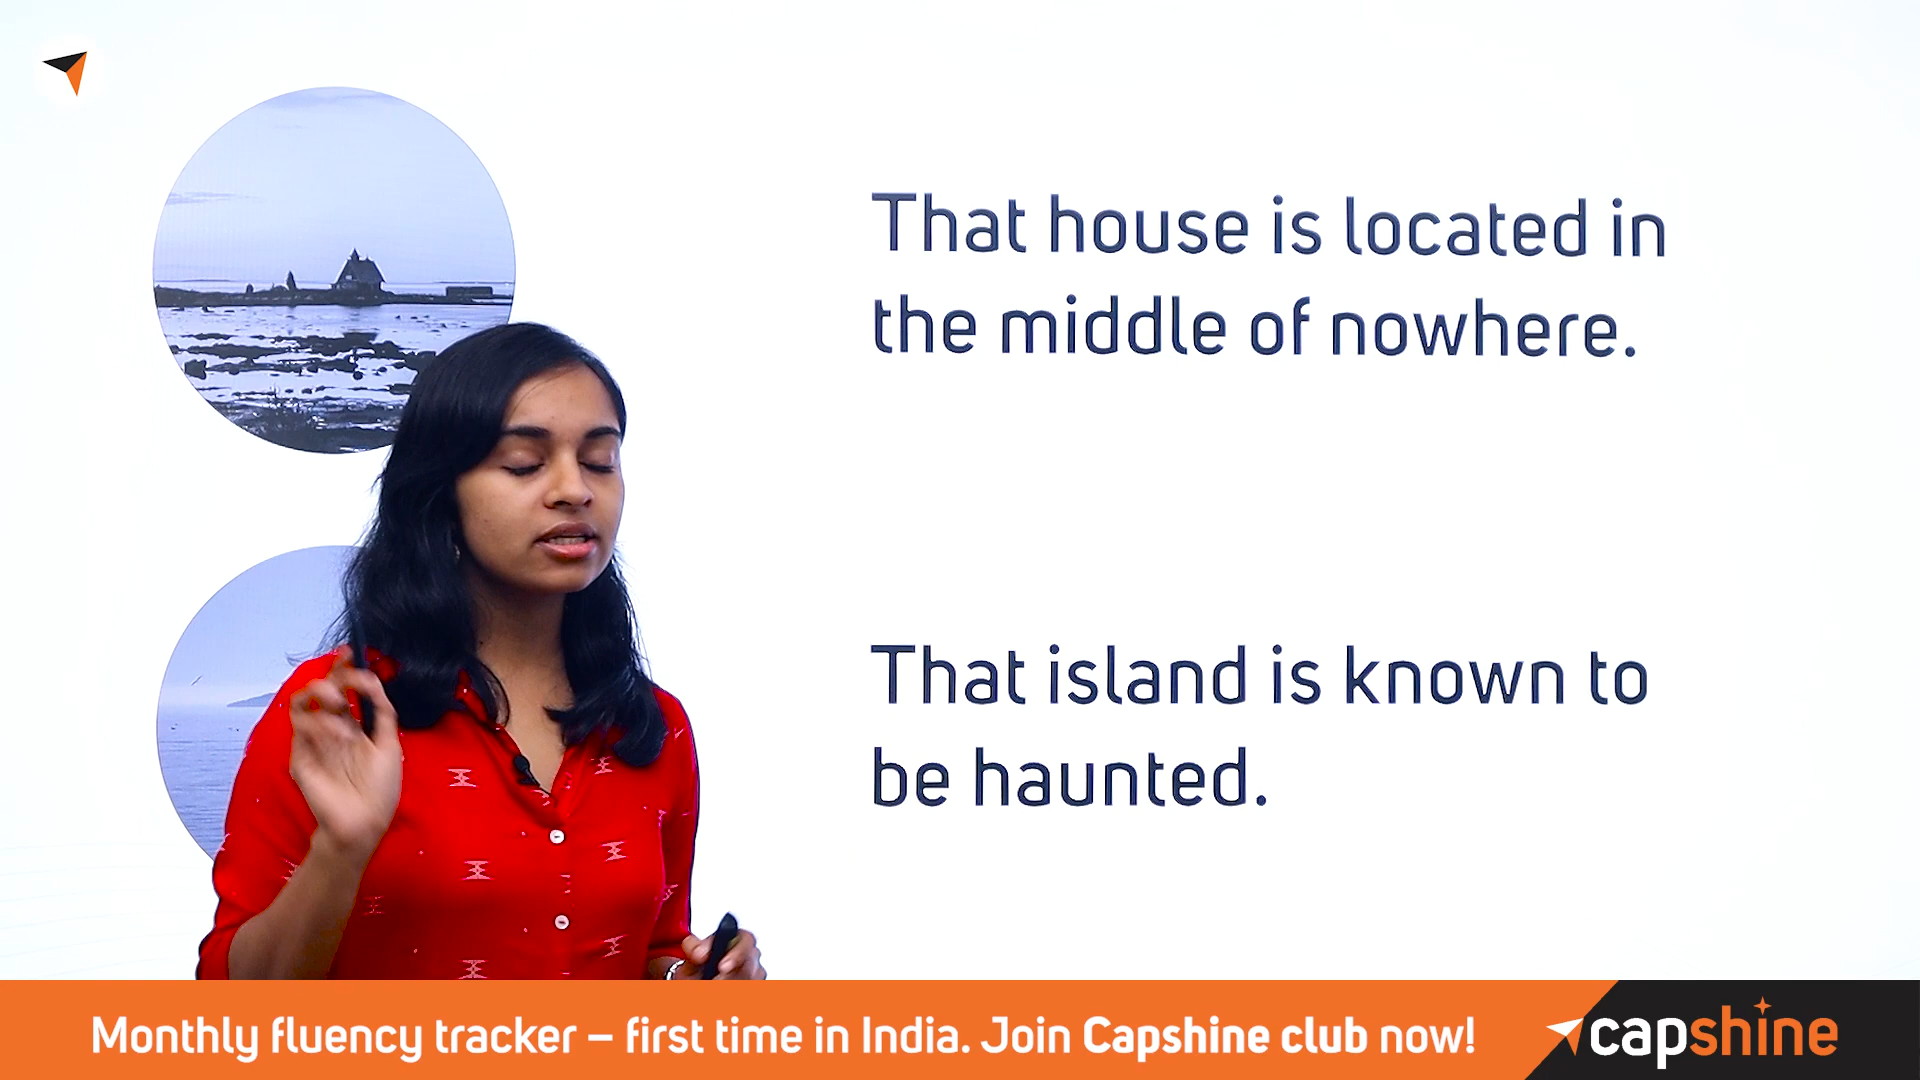 That house is located in
the middle of nowhere.
That island is known to
be haunted.
Monthly fluency tracker – first time in India. Join Capshine club now!
capshine